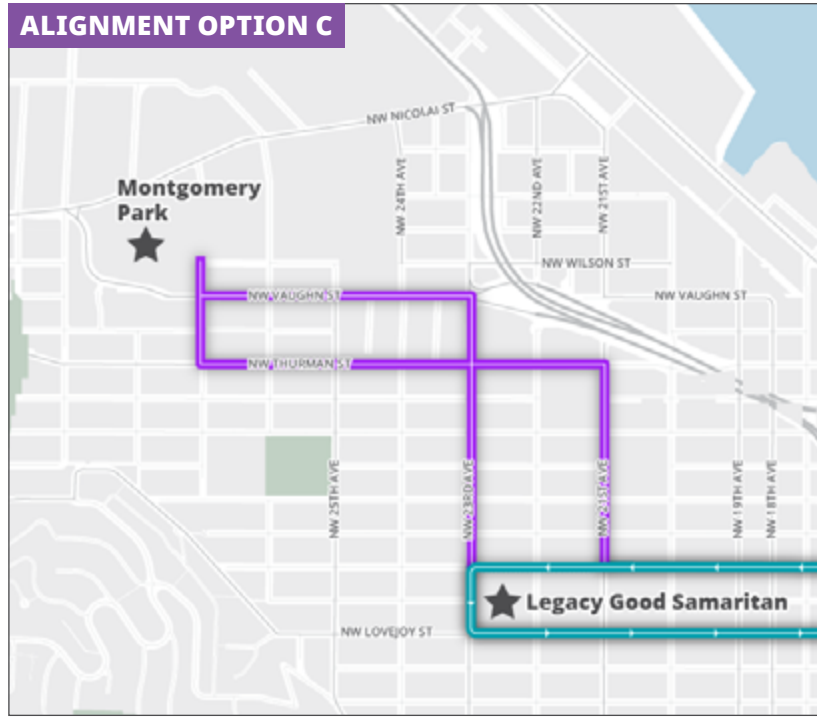 ALIGNMENT OPTION C
NW NICOLAI ST
Montgomery
Park
NW 24TH AVE
NW 22ND AVE
NW 21ST AVE
NW WILSON ST
NW VAUGHN ST
NW VAUGHN ST
NW THURMAN ST
NW 25TH AVE
NW 23RD AVE
NW 21ST AVE
NW 19TH AVE
NW 18TH AVE
Legacy Good Samaritan
NW LOVEJOY ST